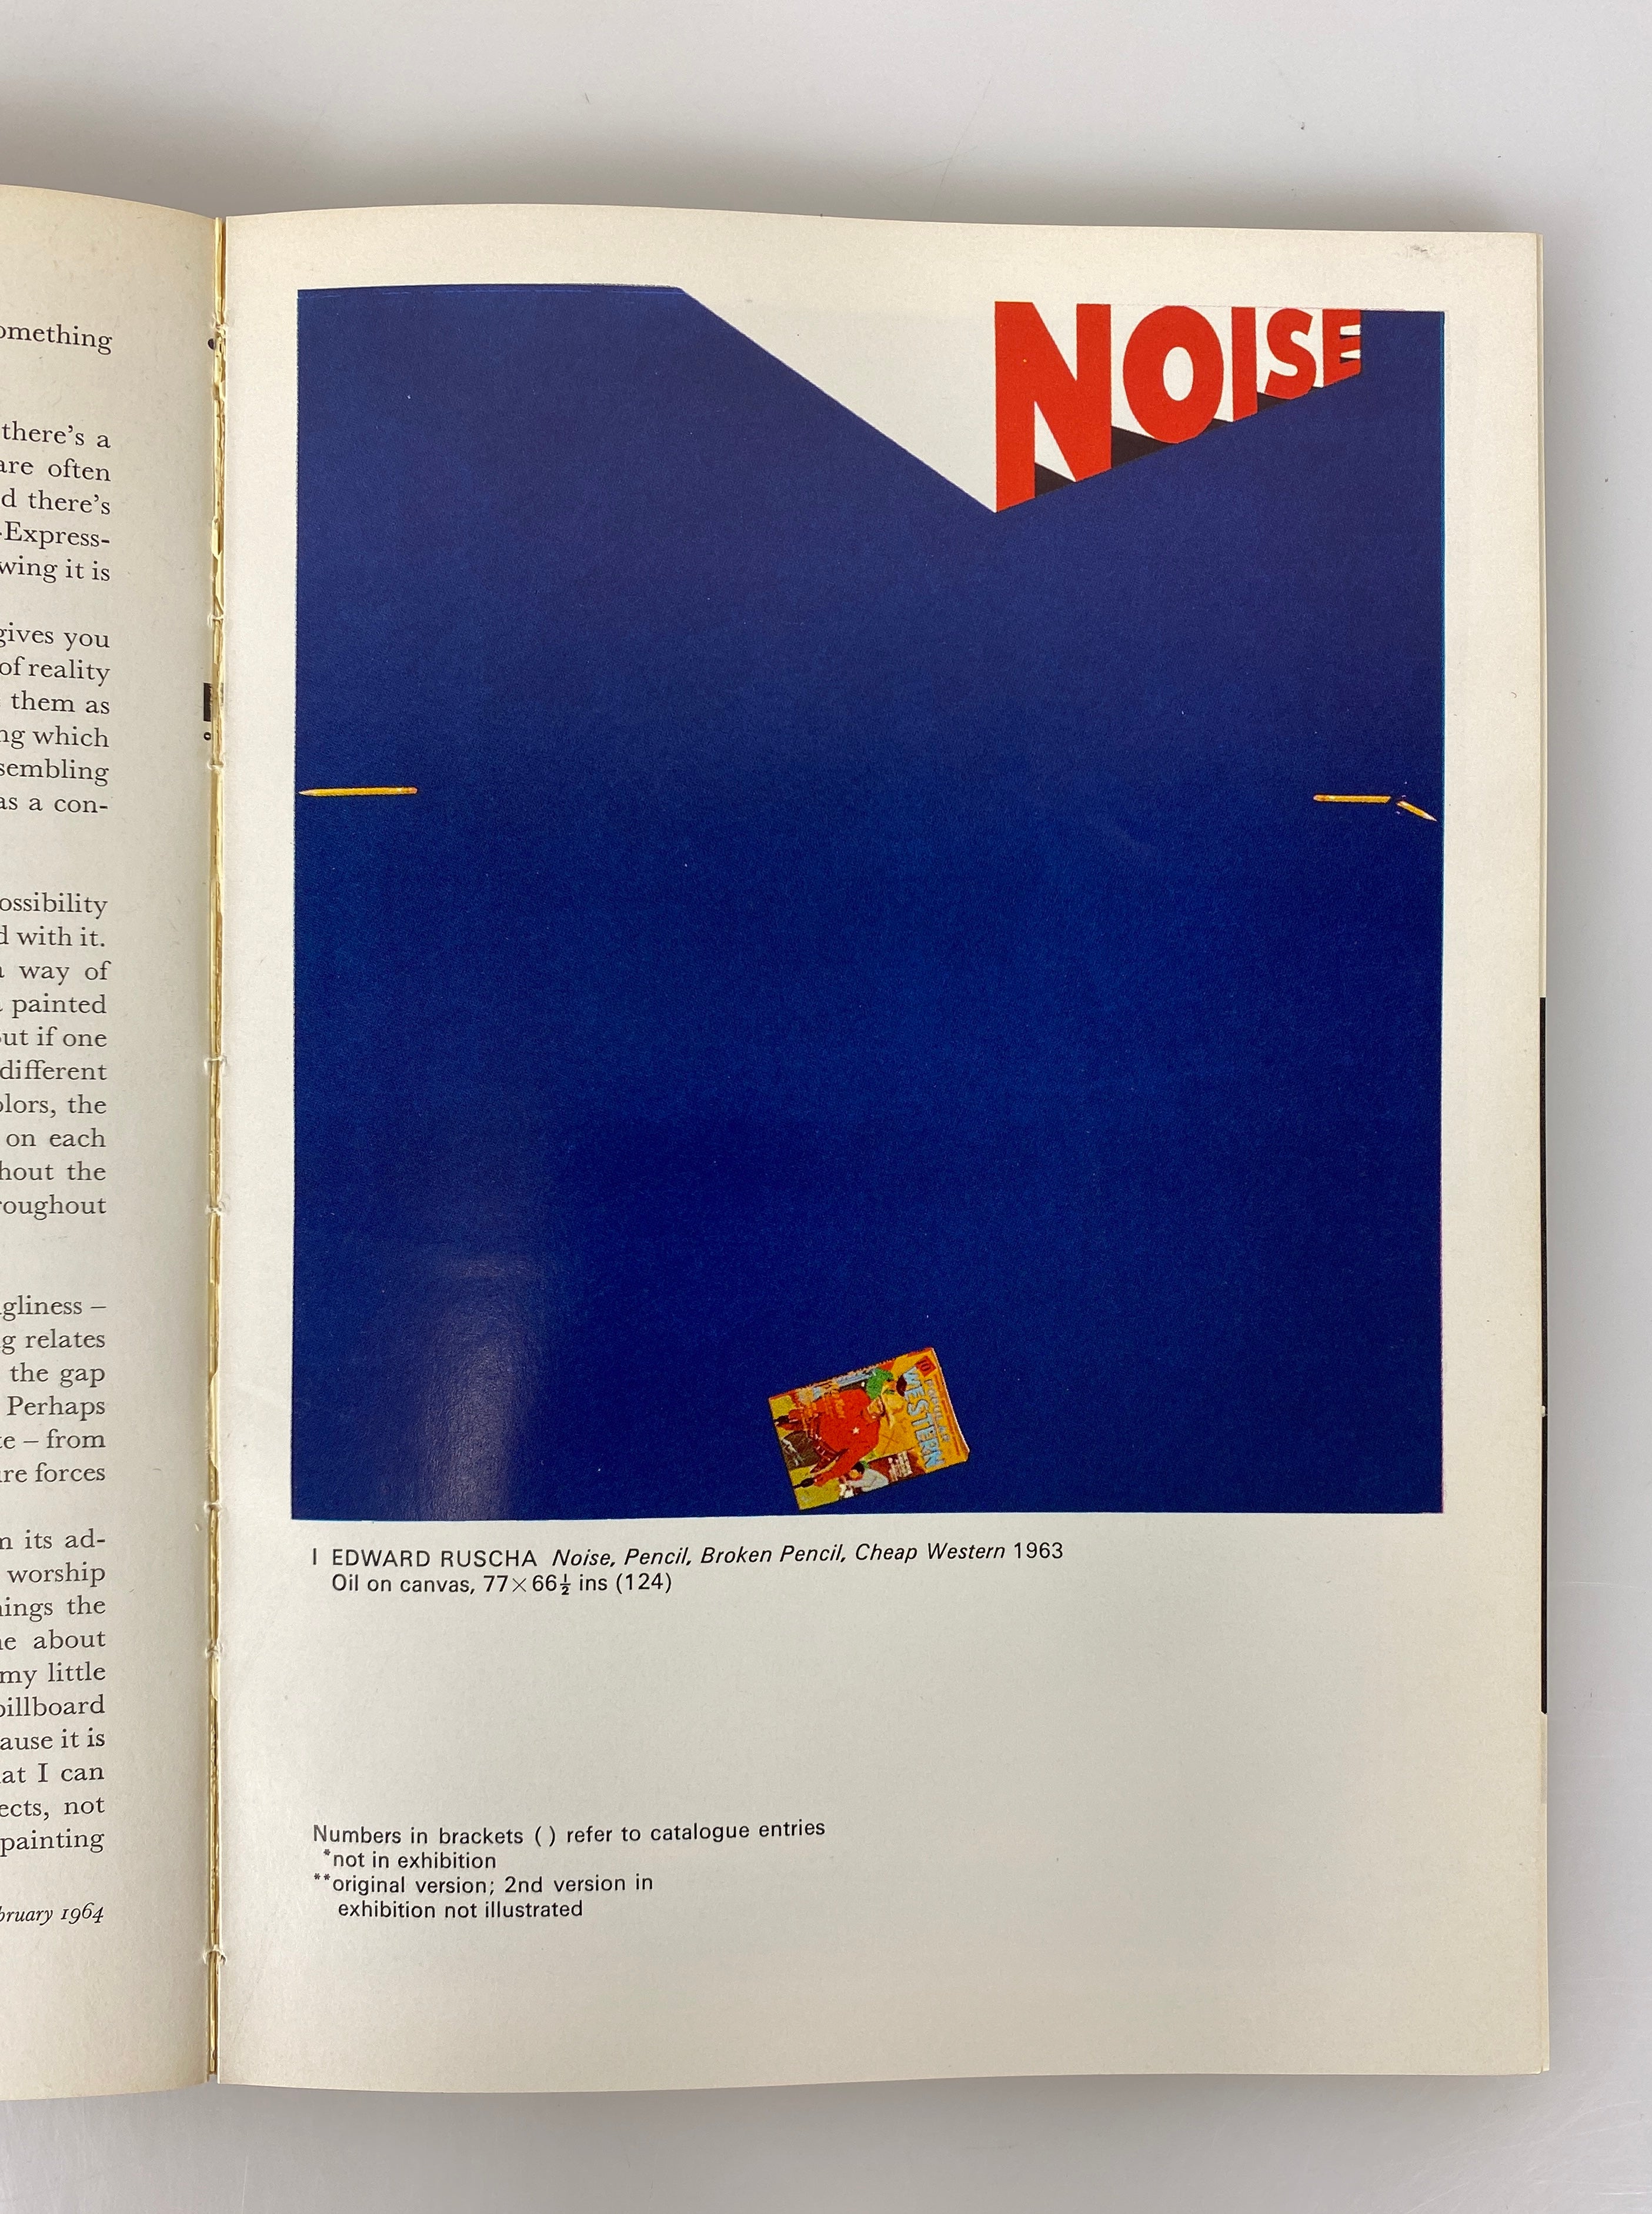 omething
there's a
are often
d there's
-Express-
wing it is
gives you
of reality
them as
ng which
sembling
as a con-
ossibility
d with it.
a way of
painted
out if one
different
olors, the
on each
hout the
roughout
gliness –
g relates
the gap
Perhaps
te – from
ure forces
n its ad-
worship
hings the
ne about
my little
billboard
ause it is
at I can
ects, not
painting
bruary 1964
NOISE
10
POPULAR
WESTERN
I EDWARD RUSCHA Noise, Pencil, Broken Pencil, Cheap Western 1963
Oil on canvas, 77×66½ ins (124)
Numbers in brackets ( ) refer to catalogue entries
*not in exhibition
**original version; 2nd version in
exhibition not illustrated